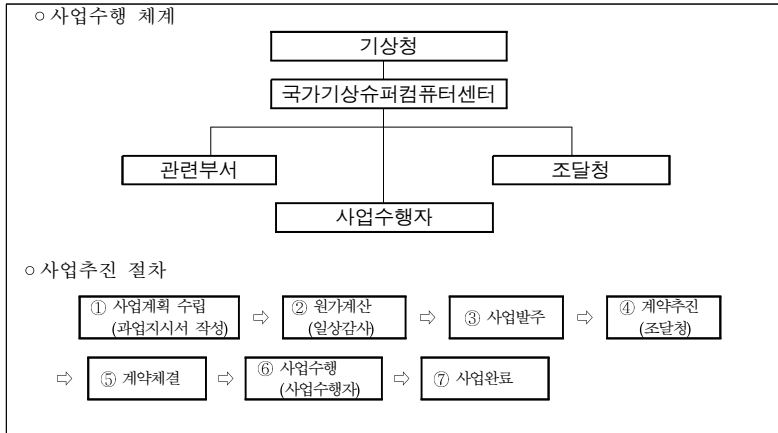 ○ 사업수행 체계
기상청
국가기상슈퍼컴퓨터센터
관련부서
조달청
사업수행자
○ 사업추진 절차
① 사업계획 수립
(과업지시서 작성)
⇨
② 원가계산
(일상감사)
⇨
③ 사업발주
⇨
④ 계약추진
(조달청)
⇨
⑤ 계약체결
⇨
⑥ 사업수행
(사업수행자)
⇨
⑦ 사업완료